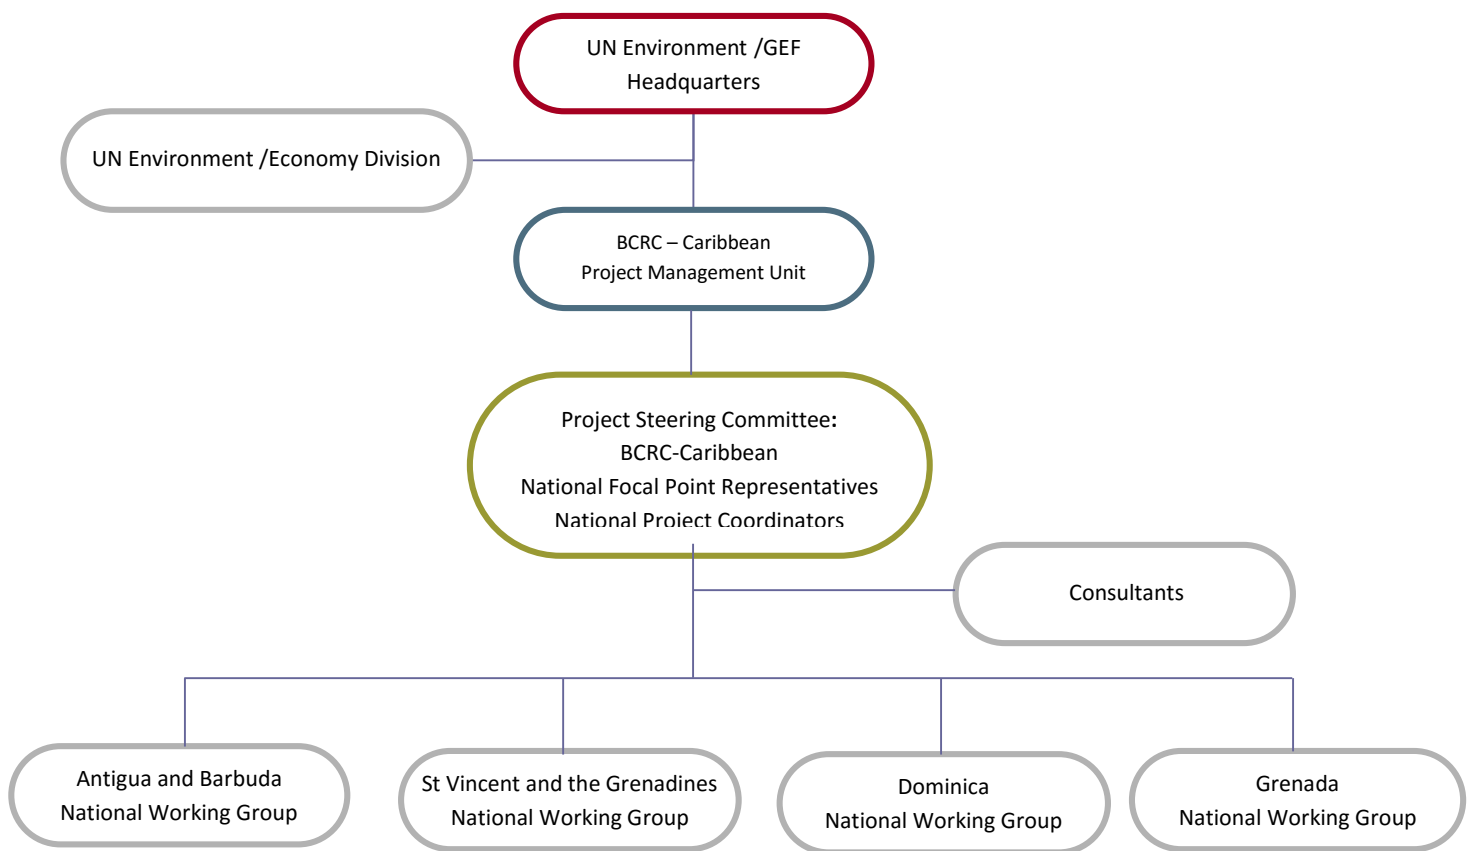 UN Environment /GEF
Headquarters
UN Environment /Economy Division
BCRC – Caribbean
Project Management Unit
Project Steering Committee:
BCRC-Caribbean
National Focal Point Representatives
National Project Coordinators
Consultants
Antigua and Barbuda
National Working Group
St Vincent and the Grenadines
National Working Group
Dominica
National Working Group
Grenada
National Working Group